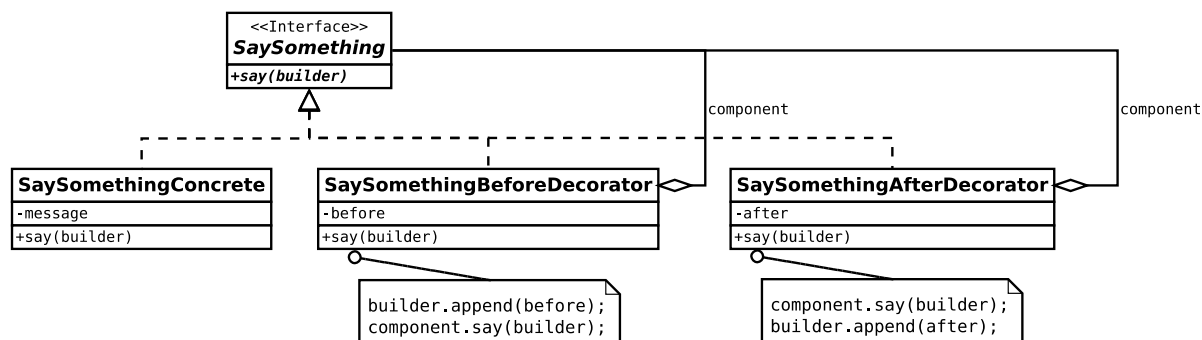 <<Interface>>
SaySomething
+say(builder)
component
component
SaySomethingConcrete
-message
+say(builder)
SaySomethingBeforeDecorator
-before
+say(builder)
SaySomethingAfterDecorator
-after
+say(builder)
builder.append(before);
component.say(builder);
component.say(builder);
builder.append(after);